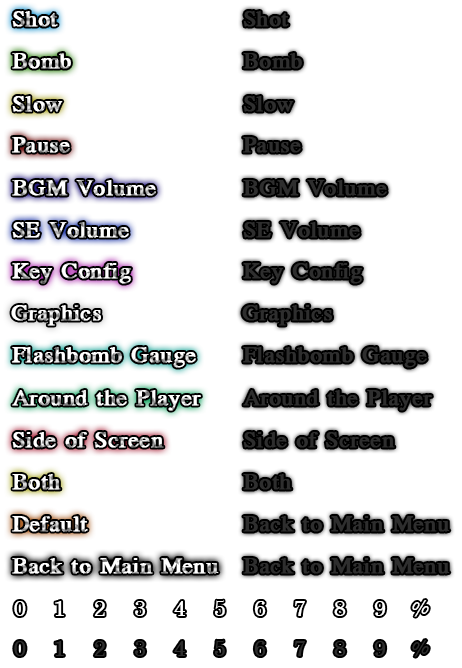 Shot Shot
Bomb Bomb
Slow Slow
Pause Pause
BGM Volume BGM Volume
SE Volume SE Volume
Key Config Key Config
Graphics Graphics
Flashbomb Gauge Flashbomb Gauge
Around the Player Around the Player
Side of Screen Side of Screen
Both Both
Default Back to Main Menu
Back to Main Menu Back to Main Menu
0 1 2 3 4 5 6 7 8 9 %
0 1 2 3 4 5 6 7 8 9 %